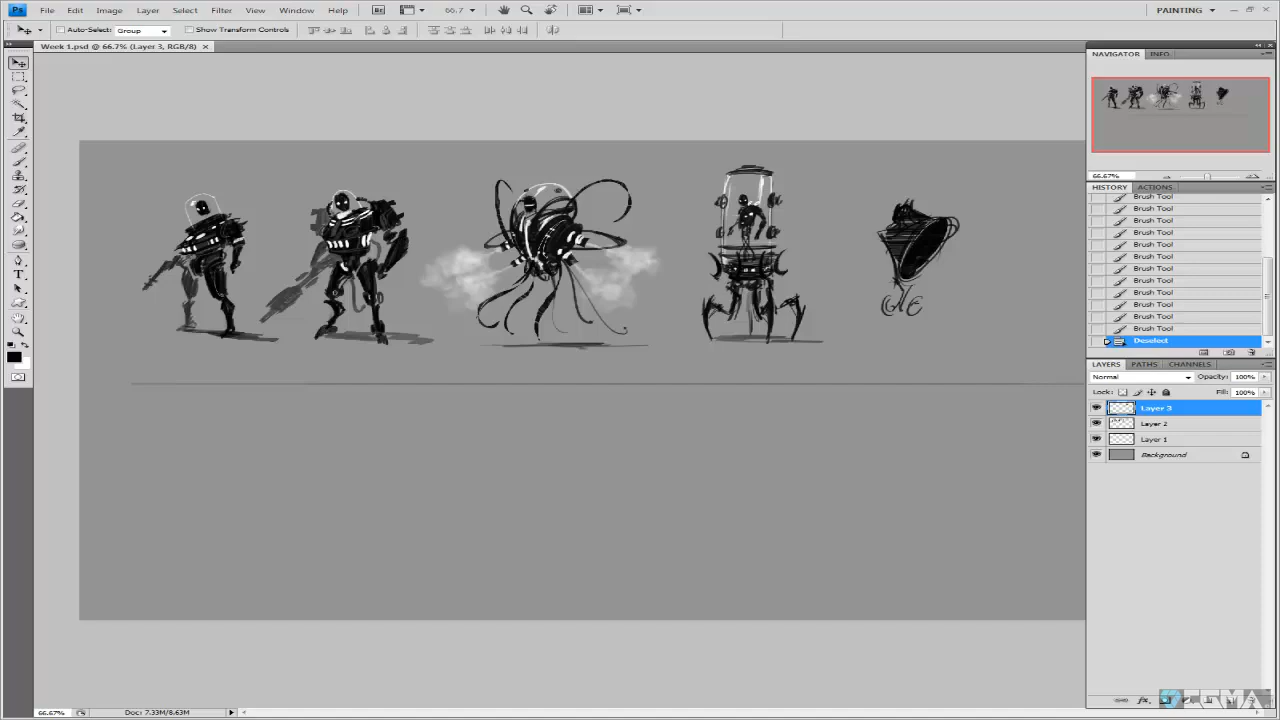 Ps File Edit Image Layer Select Filter View Window Help Br 66.7 PAINTING
Auto-Select: Group Show Transform Controls
Week 1.psd @ 66.7% (Layer 3, RGB/8) x
NAVIGATOR INFO
66.67%
HISTORY ACTIONS
Brush Tool
Brush Tool
Brush Tool
Brush Tool
Brush Tool
Brush Tool
Brush Tool
Brush Tool
Brush Tool
Brush Tool
Brush Tool
Brush Tool
Deselect
LAYERS PATHS CHANNELS
Normal Opacity: 100%
Lock: Fill: 100%
Layer 3
Layer 2
Layer 1
Background
66.67% Doc: 7.33M/8.63M